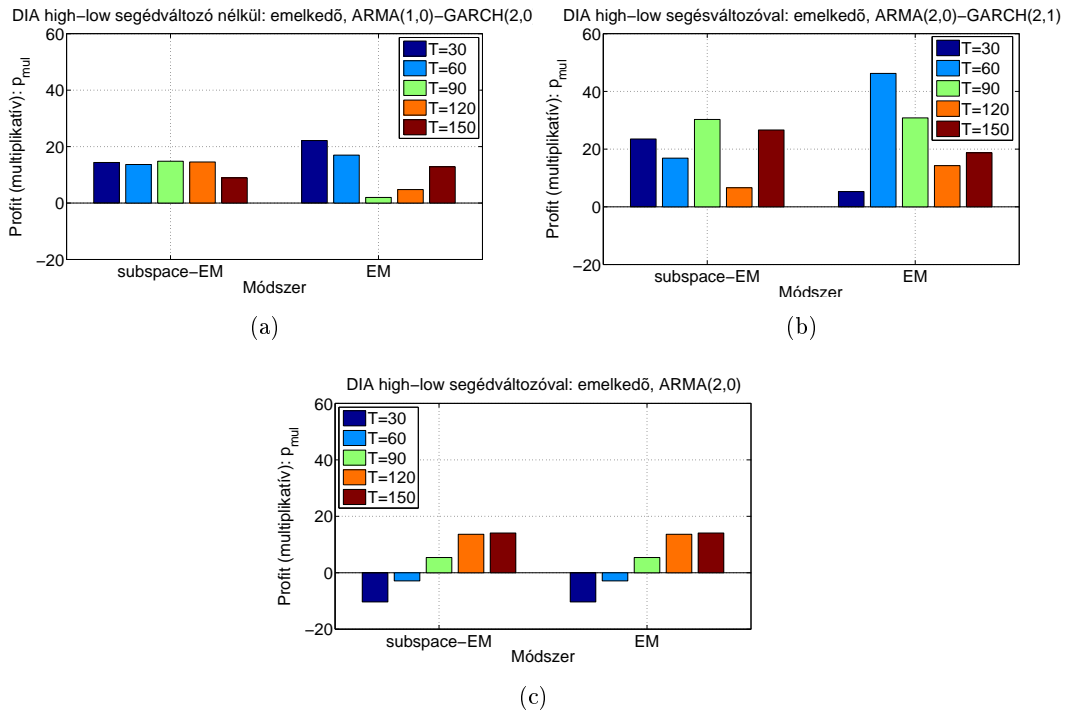 DIA high−low segédváltozó nélkül: emelkedõ, ARMA(1,0)−GARCH(2,0
60
40
20
0
−20
Profit (multiplikatív): p_mul
T=30
T=60
T=90
T=120
T=150
subspace−EM
EM
Módszer
(a)
DIA high−low segésváltozóval: emelkedõ, ARMA(2,0)−GARCH(2,1)
60
40
20
0
−20
Profit (multiplikatív): p_mul
T=30
T=60
T=90
T=120
T=150
subspace−EM
EM
Módszer
(b)
DIA high−low segédváltozóval: emelkedõ, ARMA(2,0)
60
40
20
0
−20
Profit (multiplikatív): p_mul
T=30
T=60
T=90
T=120
T=150
subspace−EM
EM
Módszer
(c)